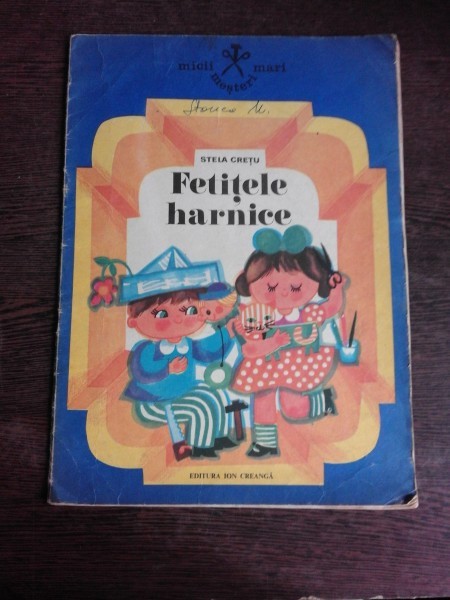 micii mari
meșteri
STELA CREȚU
Fetițele
harnice
EDITURA ION CREANGĂ